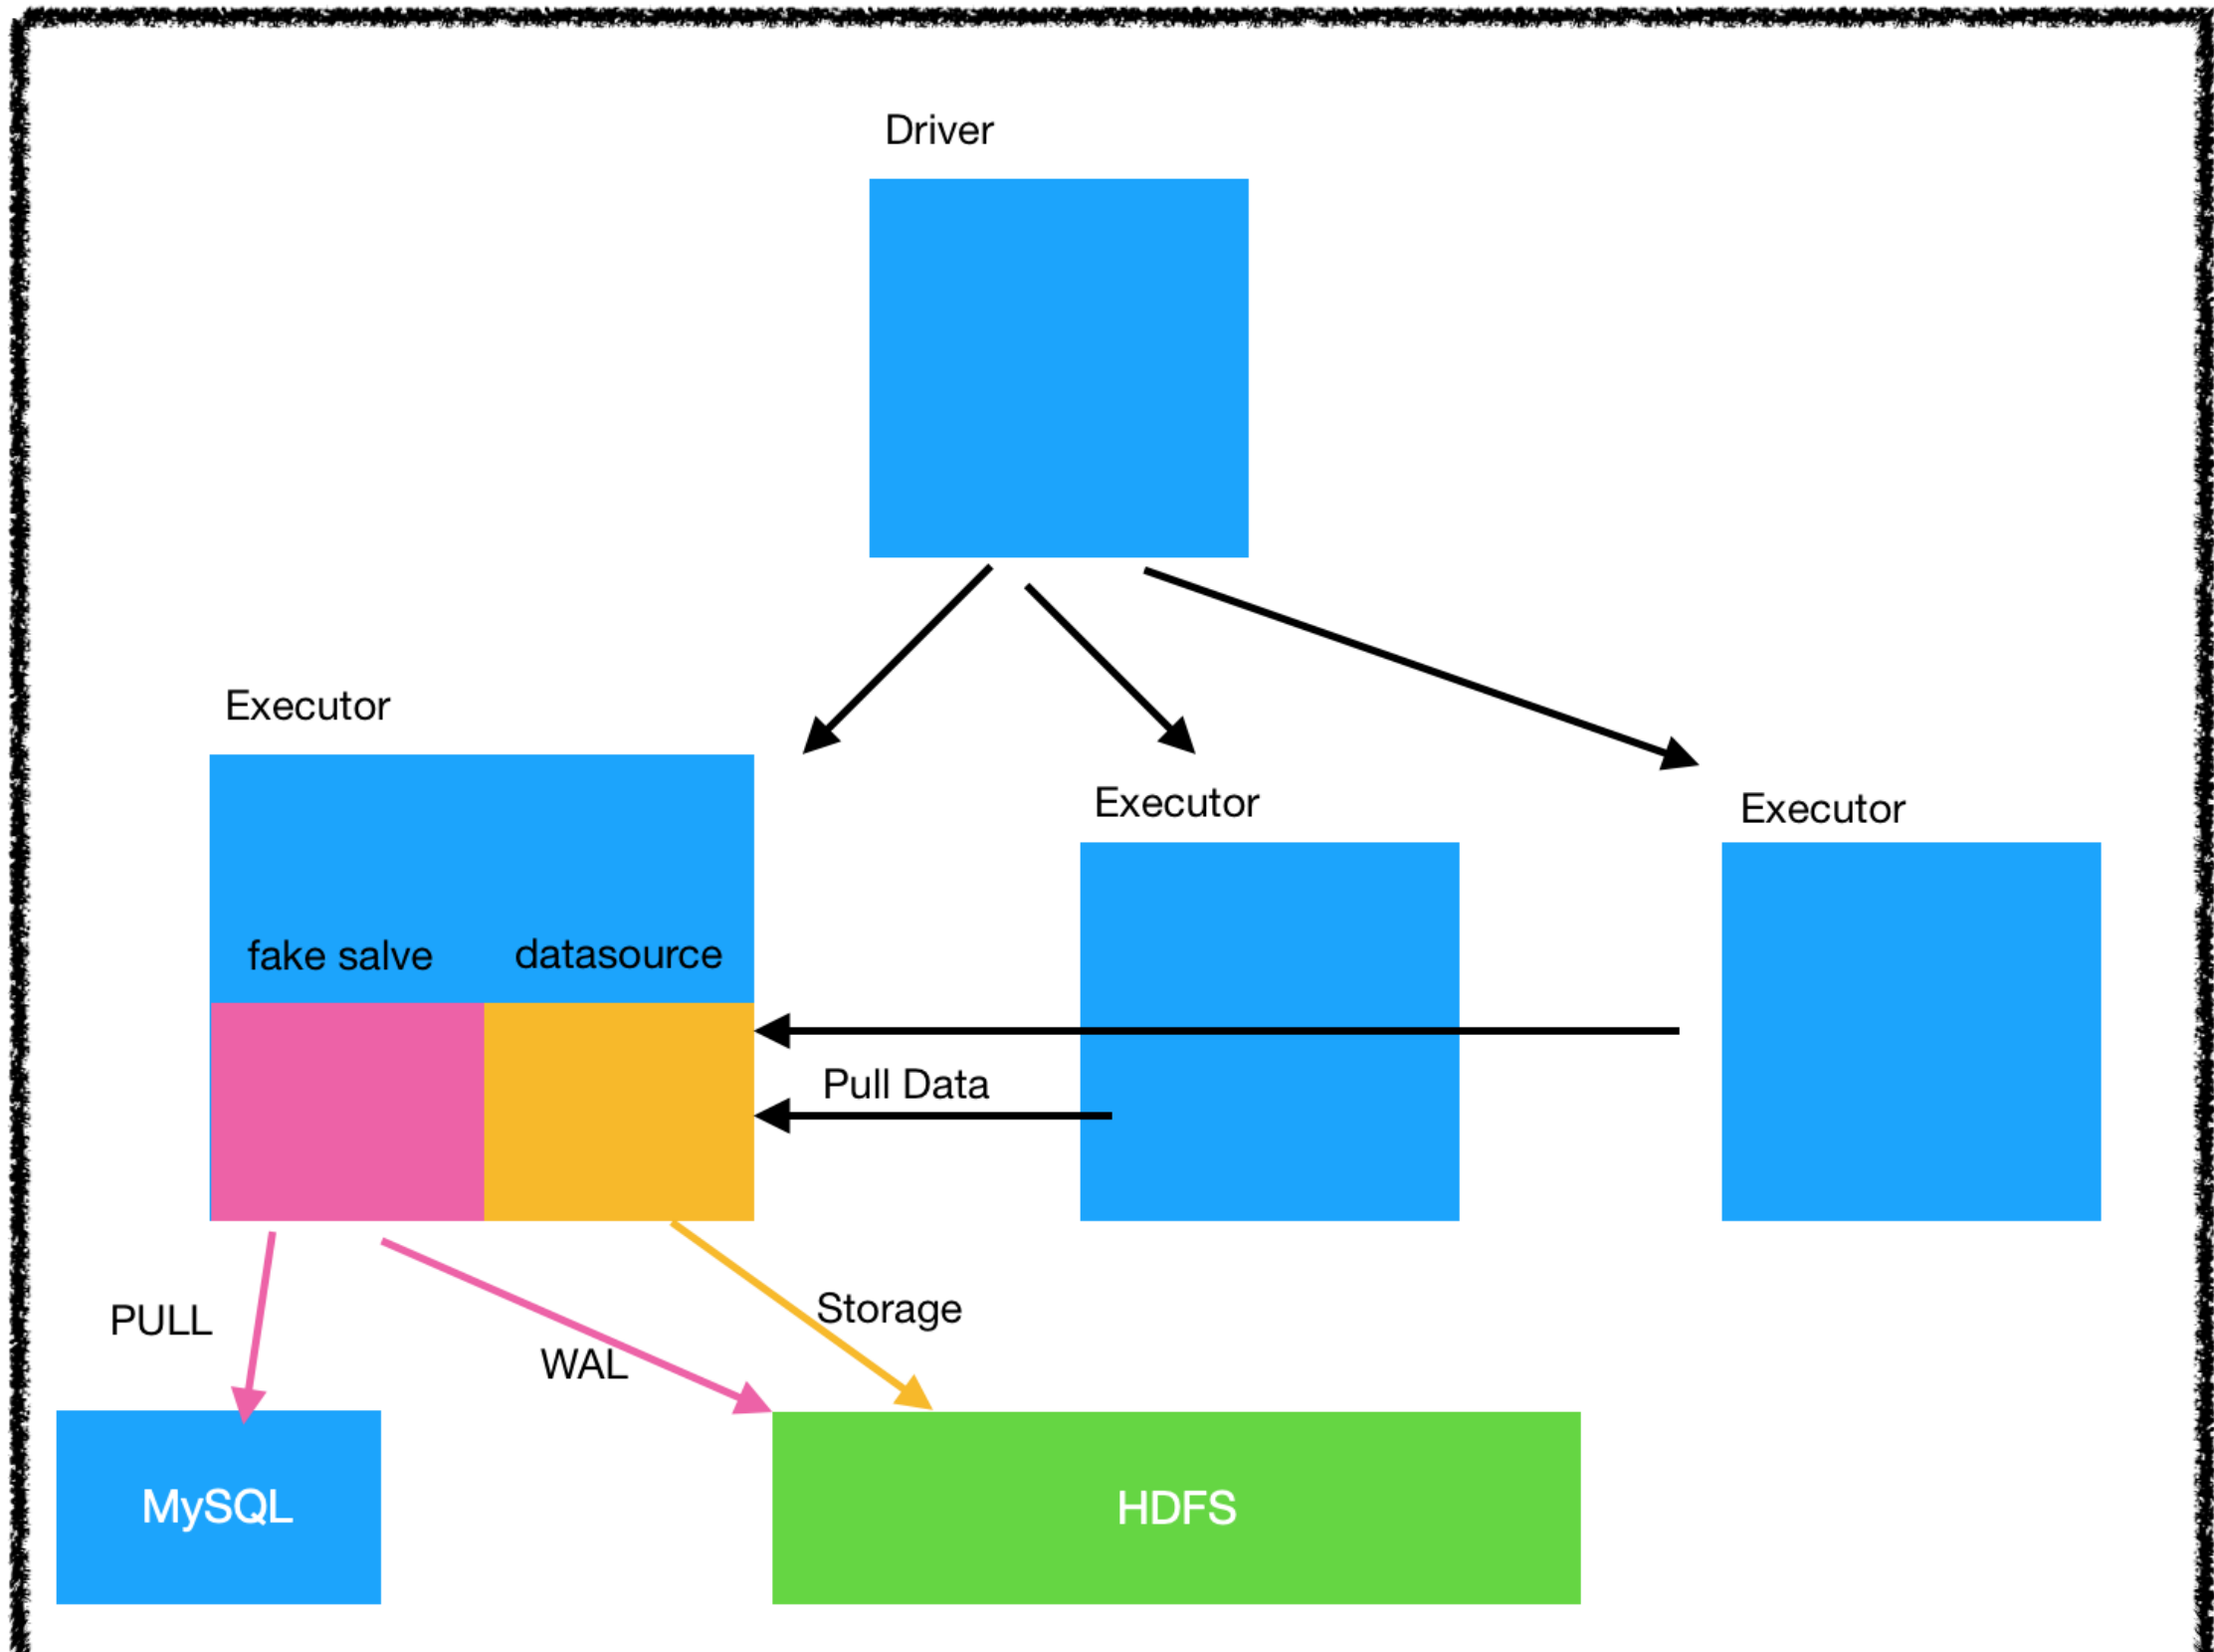 Driver
Executor
Executor
Executor
fake salve
datasource
Pull Data
PULL
Storage
WAL
MySQL
HDFS